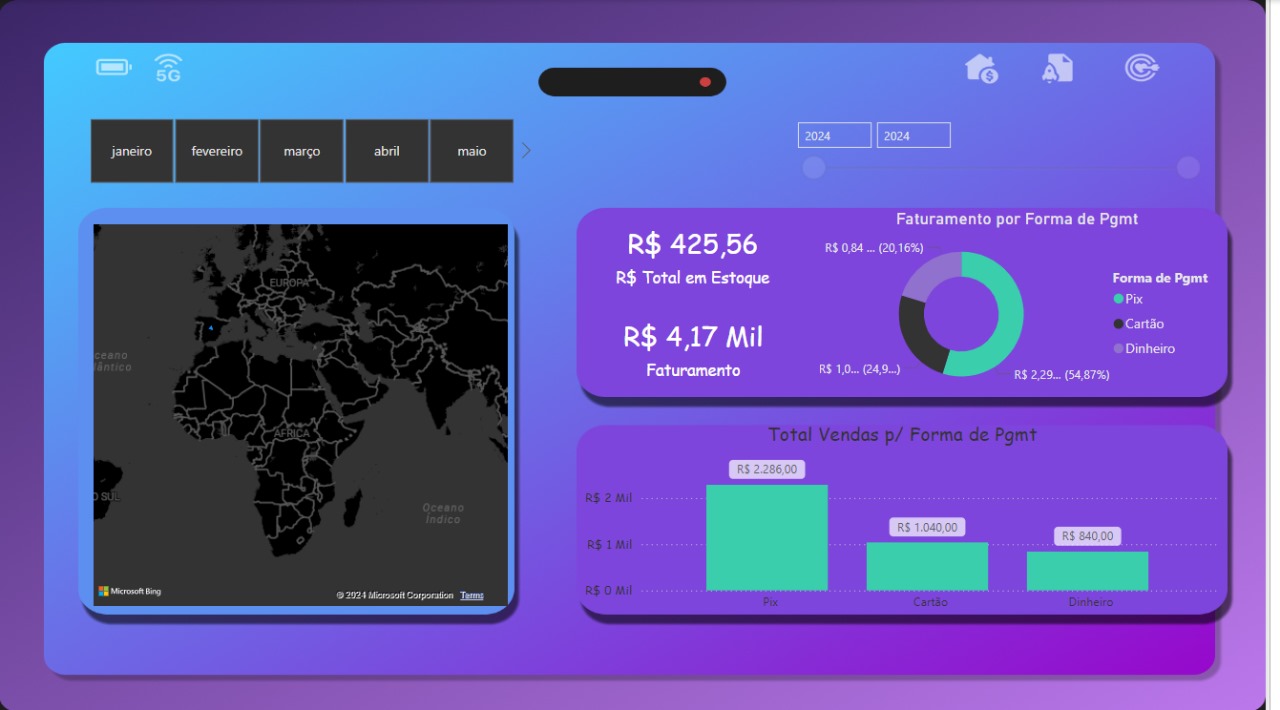 5G
janeiro
fevereiro
março
abril
maio
2024
2024
EUROPA
ceano
lântico
ÁFRICA
O SUL
Oceano
Índico
Microsoft Bing
© 2024 Microsoft Corporation Terms
R$ 425,56
R$ Total em Estoque
R$ 4,17 Mil
Faturamento
Faturamento por Forma de Pgmt
R$ 0,84 ... (20,16%)
R$ 1,0... (24,9...)
R$ 2,29... (54,87%)
Forma de Pgmt
Pix
Cartão
Dinheiro
Total Vendas p/ Forma de Pgmt
R$ 2 Mil
R$ 1 Mil
R$ 0 Mil
R$ 2.286,00
R$ 1.040,00
R$ 840,00
Pix
Cartão
Dinheiro